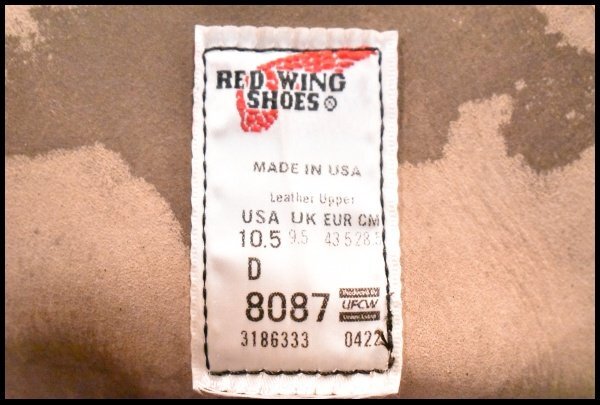 RED WING
SHOES ®
MADE IN USA
Leather Upper
USA UK EUR CM
10.5 9.5 43.5 28.5
D
8087
Produced By
UFCW
Union Labor
3186333 0422